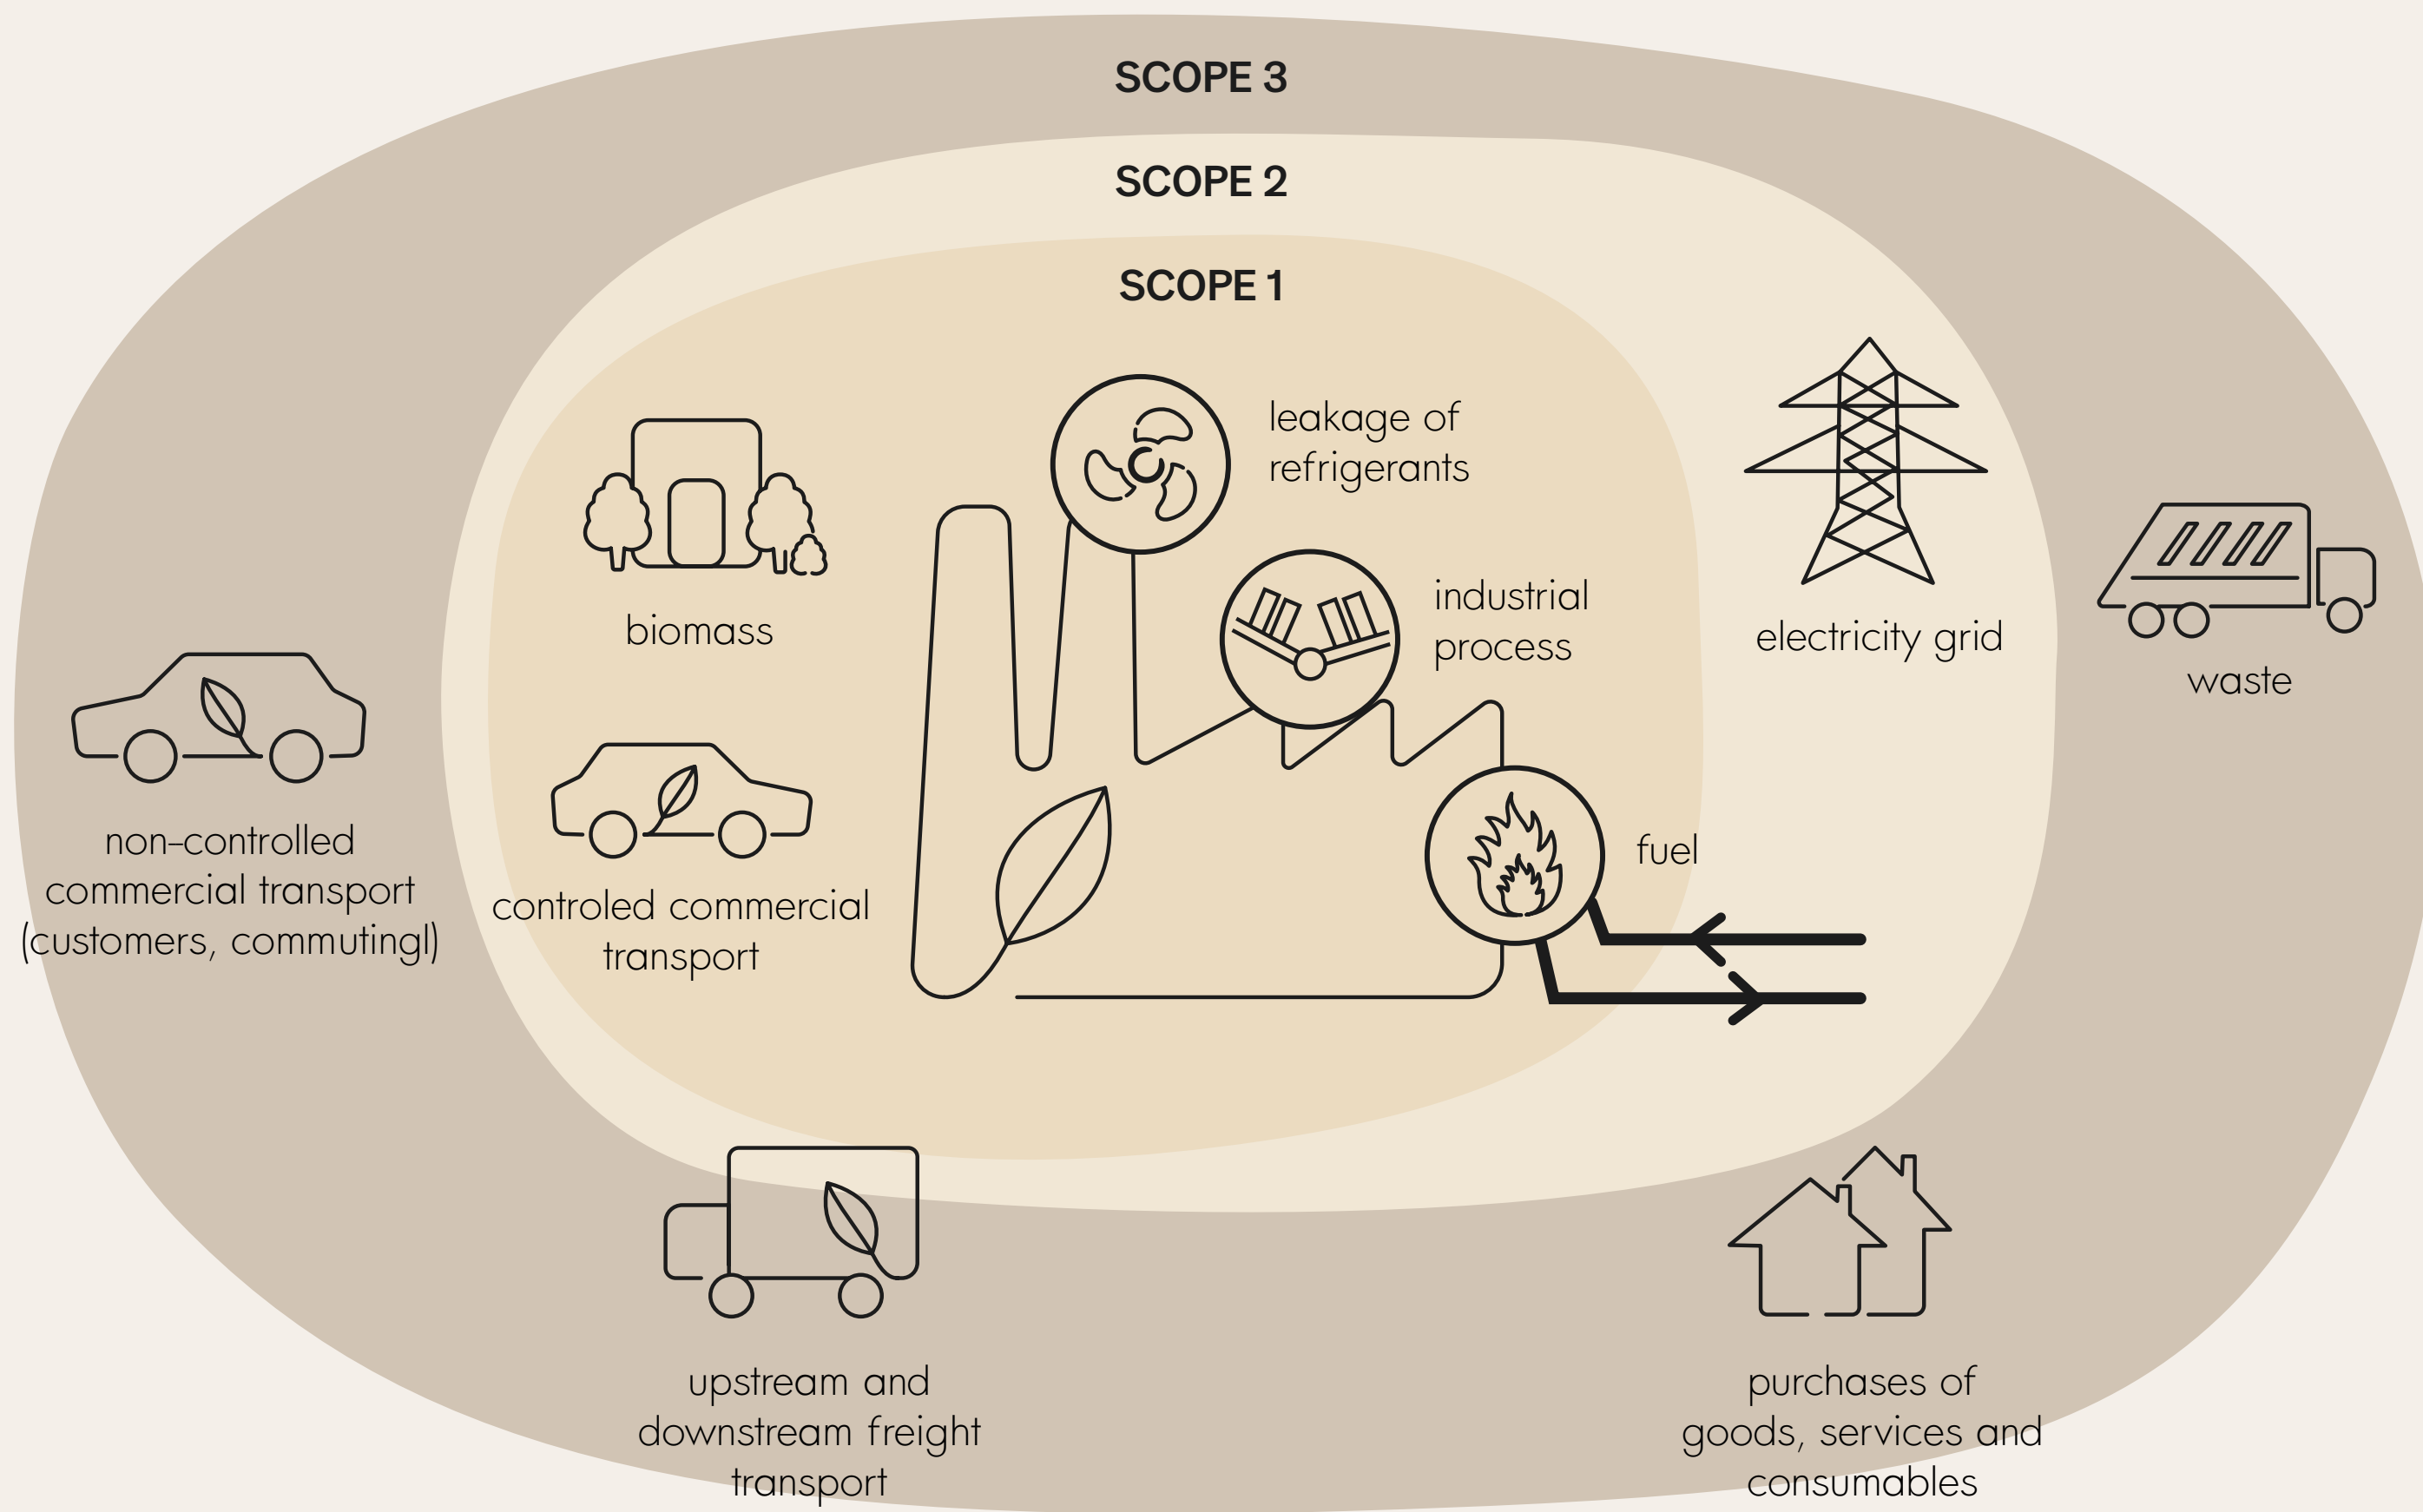 SCOPE 3
SCOPE 2
SCOPE 1
leakage of
refrigerants
industrial
process
biomass
electricity grid
waste
non-controlled
commercial transport
(customers, commutingl)
controled commercial
transport
fuel
upstream and
downstream freight
transport
purchases of
goods, services and
consumables